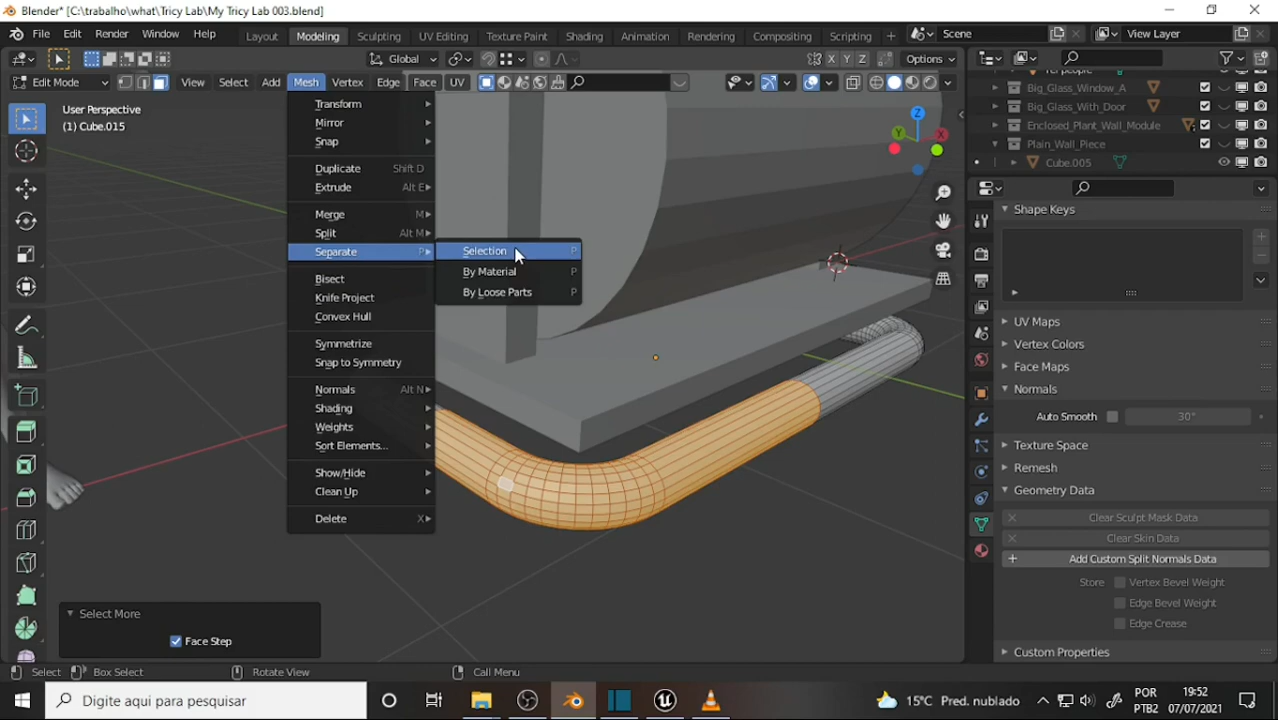 Blender* [C:\trabalho\what\Tricy Lab\My Tricy Lab 003.blend]
File Edit Render Window Help Layout Modeling Sculpting UV Editing Texture Paint Shading Animation Rendering Compositing Scripting + Scene View Layer
Global X Y Z Options
Edit Mode View Select Add Mesh Vertex Edge Face UV
User Perspective
(1) Cube.015
Transform
Mirror
Snap
Duplicate Shift D
Extrude Alt E
Merge M
Split Alt M
Separate P
Bisect
Knife Project
Convex Hull
Symmetrize
Snap to Symmetry
Normals Alt N
Shading
Weights
Sort Elements...
Show/Hide
Clean Up
Delete X
Selection P
By Material P
By Loose Parts P
Z
Y
X
Big_Glass_Window_A
Big_Glass_With_Door
Enclosed_Plant_Wall_Module
Plain_Wall_Piece
Cube.005
Shape Keys
UV Maps
Vertex Colors
Face Maps
Normals
Auto Smooth 30°
Texture Space
Remesh
Geometry Data
Clear Sculpt Mask Data
Clear Skin Data
Add Custom Split Normals Data
Store Vertex Bevel Weight
Edge Bevel Weight
Edge Crease
Custom Properties
Select More
Face Step
Select Box Select Rotate View Call Menu
Digite aqui para pesquisar
15°C Pred. nublado
POR
PTB2
19:52
07/07/2021